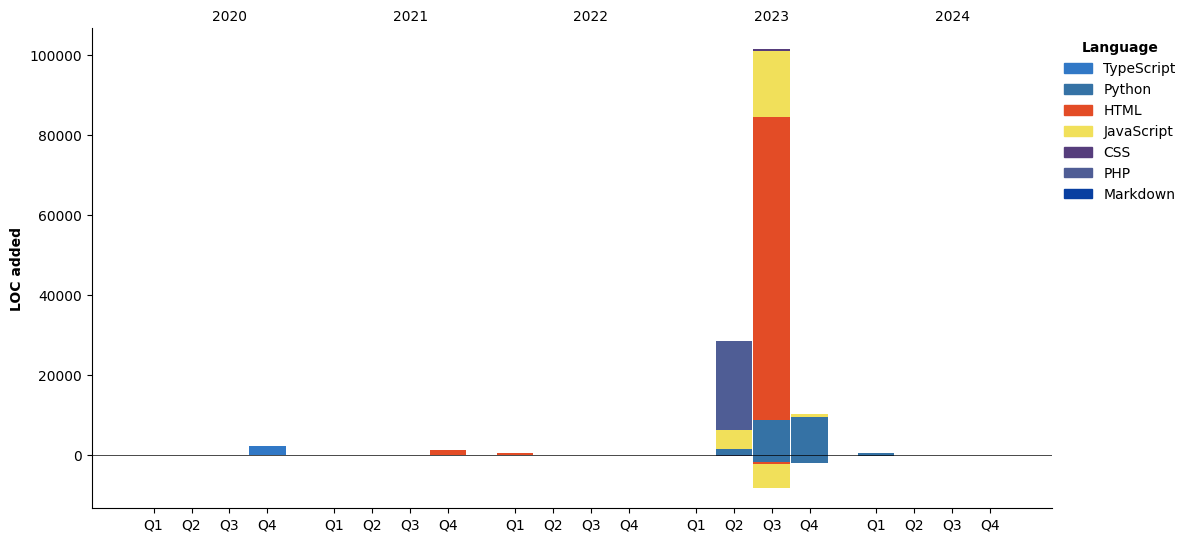 2020 2021 2022 2023 2024
Language
TypeScript
Python
HTML
JavaScript
CSS
PHP
Markdown
LOC added
100000
80000
60000
40000
20000
0
Q1 Q2 Q3 Q4 Q1 Q2 Q3 Q4 Q1 Q2 Q3 Q4 Q1 Q2 Q3 Q4 Q1 Q2 Q3 Q4